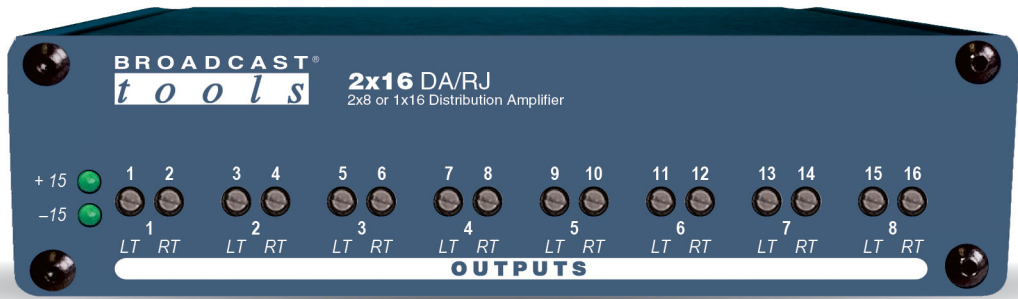 BROADCAST®
tools
2x16 DA/RJ
2x8 or 1x16 Distribution Amplifier
+ 15
1 2 3 4 5 6 7 8 9 10 11 12 13 14 15 16
–15
1 2 3 4 5 6 7 8
LT RT LT RT LT RT LT RT LT RT LT RT LT RT LT RT
OUTPUTS